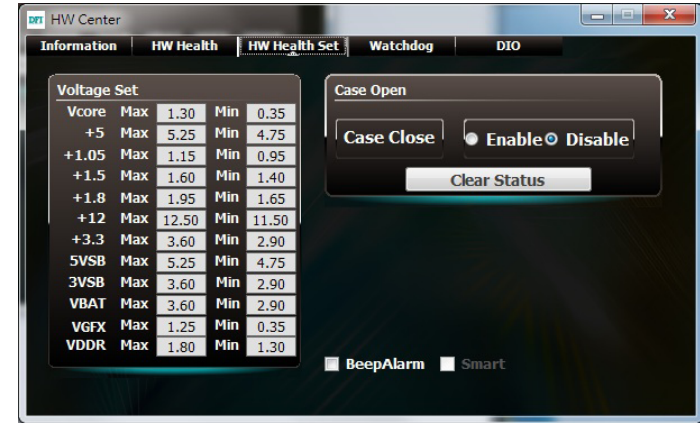 DFI HW Center
Information HW Health HW Health Set Watchdog DIO
Voltage Set
Vcore Max 1.30 Min 0.35
+5 Max 5.25 Min 4.75
+1.05 Max 1.15 Min 0.95
+1.5 Max 1.60 Min 1.40
+1.8 Max 1.95 Min 1.65
+12 Max 12.50 Min 11.50
+3.3 Max 3.60 Min 2.90
5VSB Max 5.25 Min 4.75
3VSB Max 3.60 Min 2.90
VBAT Max 3.60 Min 2.90
VGFX Max 1.25 Min 0.35
VDDR Max 1.80 Min 1.30
Case Open
Case Close Enable Disable
Clear Status
BeepAlarm Smart